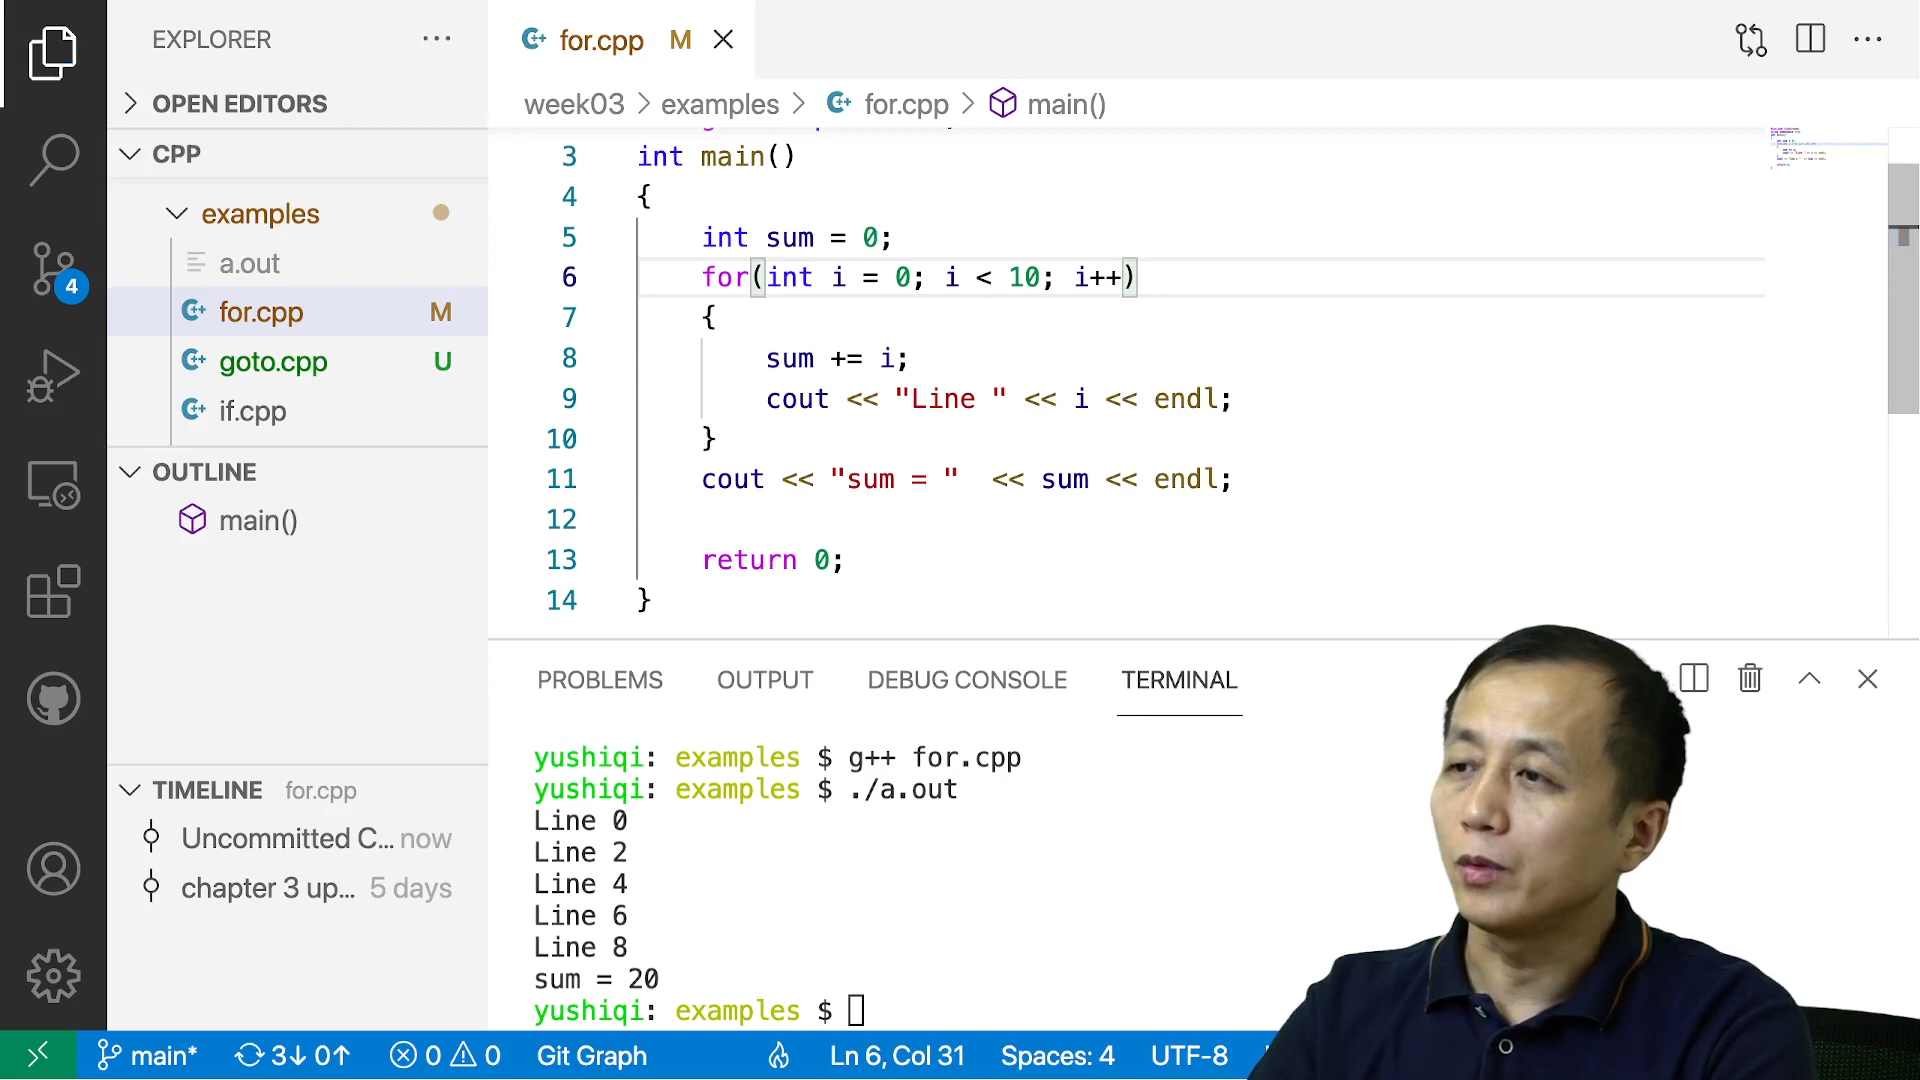 EXPLORER
OPEN EDITORS
CPP
examples
a.out
for.cpp M
goto.cpp U
if.cpp
OUTLINE
main()
TIMELINE for.cpp
Uncommitted C... now
chapter 3 up... 5 days
4
for.cpp M
week03 > examples > for.cpp > main()
3 int main()
4 {
5 int sum = 0;
6 for(int i = 0; i < 10; i++)
7 {
8 sum += i;
9 cout << "Line " << i << endl;
10 }
11 cout << "sum = "  << sum << endl;
12
13 return 0;
14 }
PROBLEMS OUTPUT DEBUG CONSOLE TERMINAL
yushiqi: examples $ g++ for.cpp
yushiqi: examples $ ./a.out
Line 0
Line 2
Line 4
Line 6
Line 8
sum = 20
yushiqi: examples $
main* 3↓ 0↑ 0 0 Git Graph Ln 6, Col 31 Spaces: 4 UTF-8